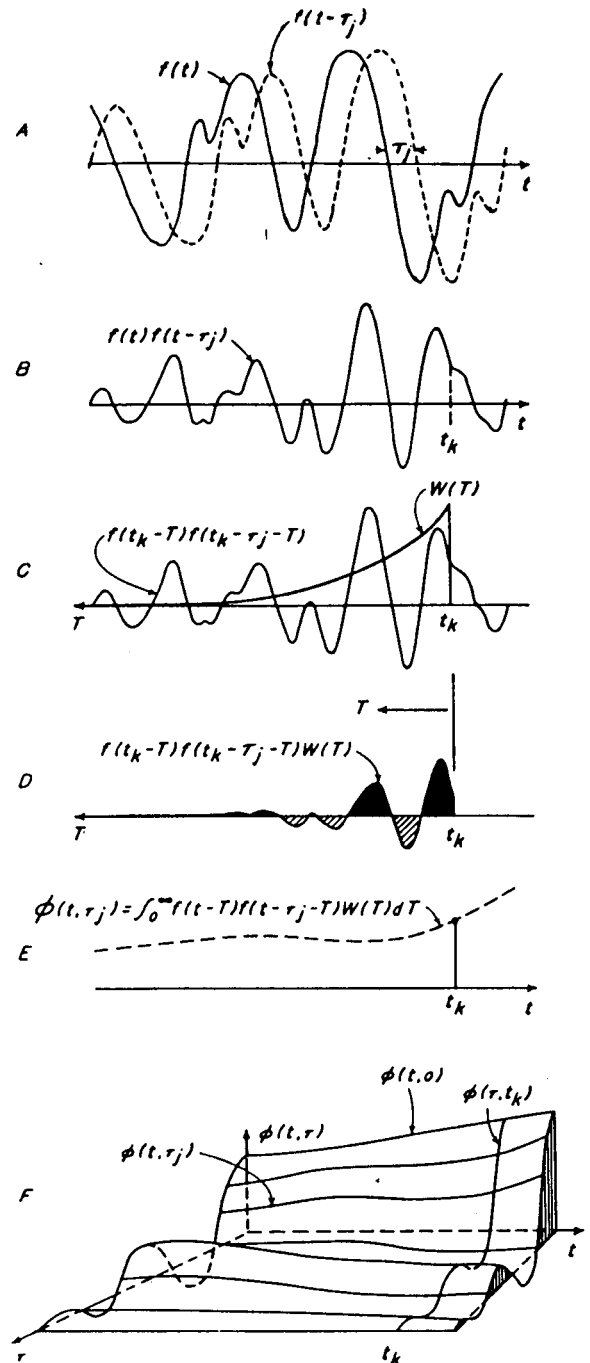 f(t-τj)
f(t)
A
τj
t
f(t)f(t-τj)
B
tk
t
W(T)
f(tk-T)f(tk-τj-T)
C
T
tk
T
f(tk-T)f(tk-τj-T)W(T)
D
T
tk
ϕ(t,τj)=∫₀^∞f(t-T)f(t-τj-T)W(T)dT
E
tk
t
ϕ(t,0)
ϕ(τ,tk)
ϕ(t,τ)
ϕ(t,τj)
F
t
τ
tk